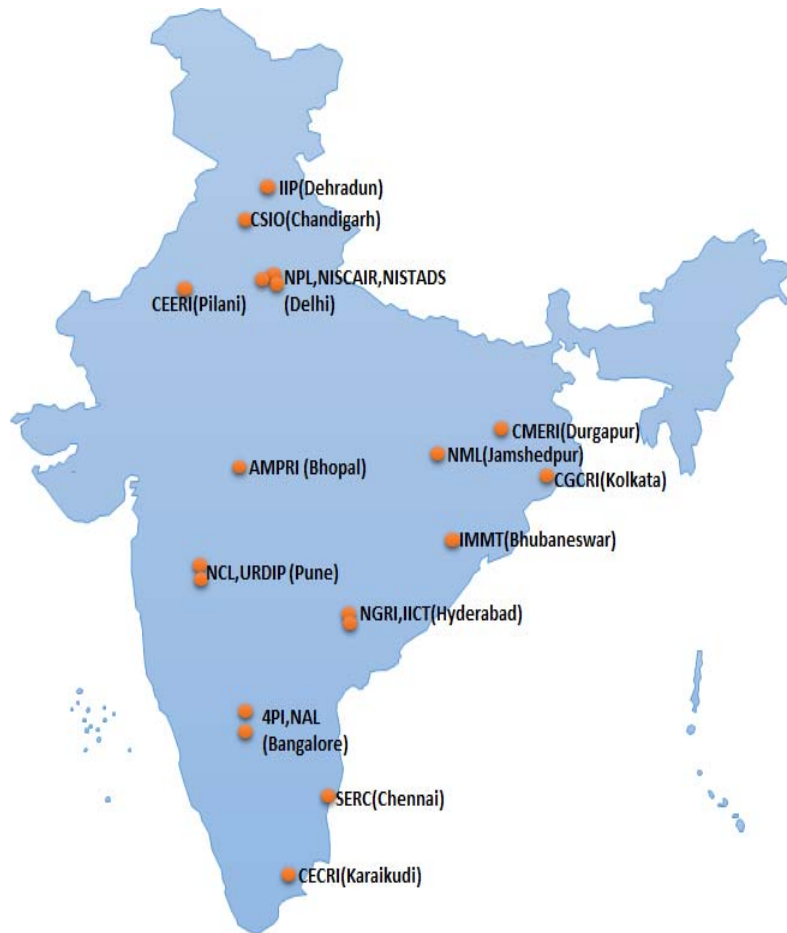 IIP(Dehradun)
CSIO(Chandigarh)
NPL,NISCAIR,NISTADS
(Delhi)
CEERI(Pilani)
CMERI(Durgapur)
NML(Jamshedpur)
AMPRI (Bhopal)
CGCRI(Kolkata)
IMMT(Bhubaneswar)
NCL,URDIP (Pune)
NGRI,IICT(Hyderabad)
4PI,NAL
(Bangalore)
SERC(Chennai)
CECRI(Karaikudi)